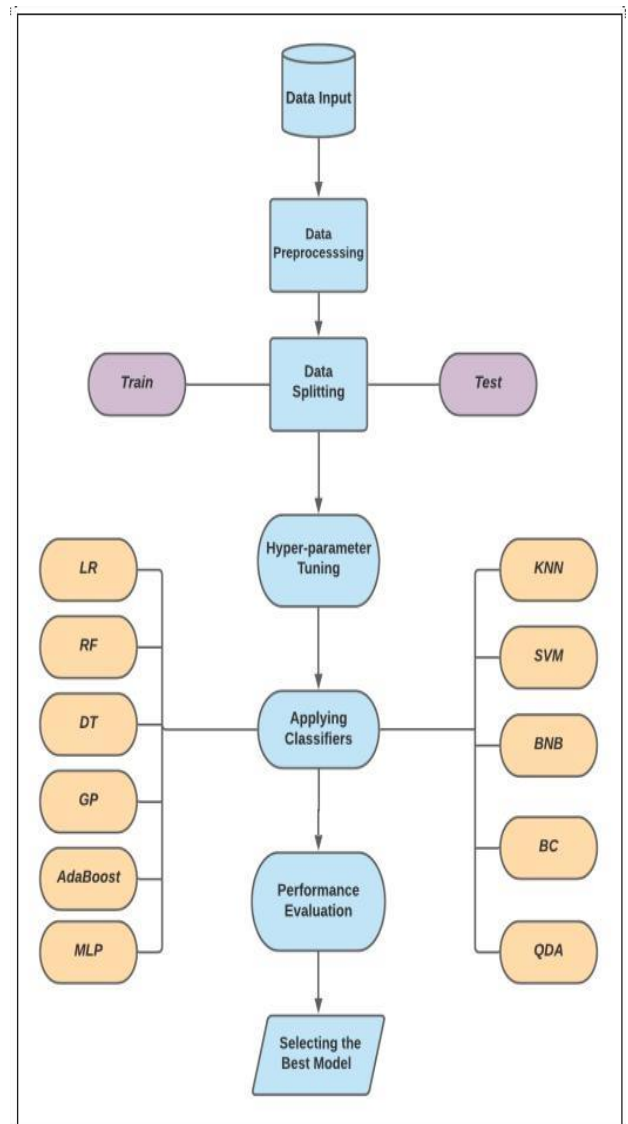 Data Input
Data
Preprocesssing
Data
Splitting
Train
Test
Hyper-parameter
Tuning
LR
RF
DT
GP
AdaBoost
MLP
KNN
SVM
BNB
BC
QDA
Applying
Classifiers
Performance
Evaluation
Selecting the
Best Model